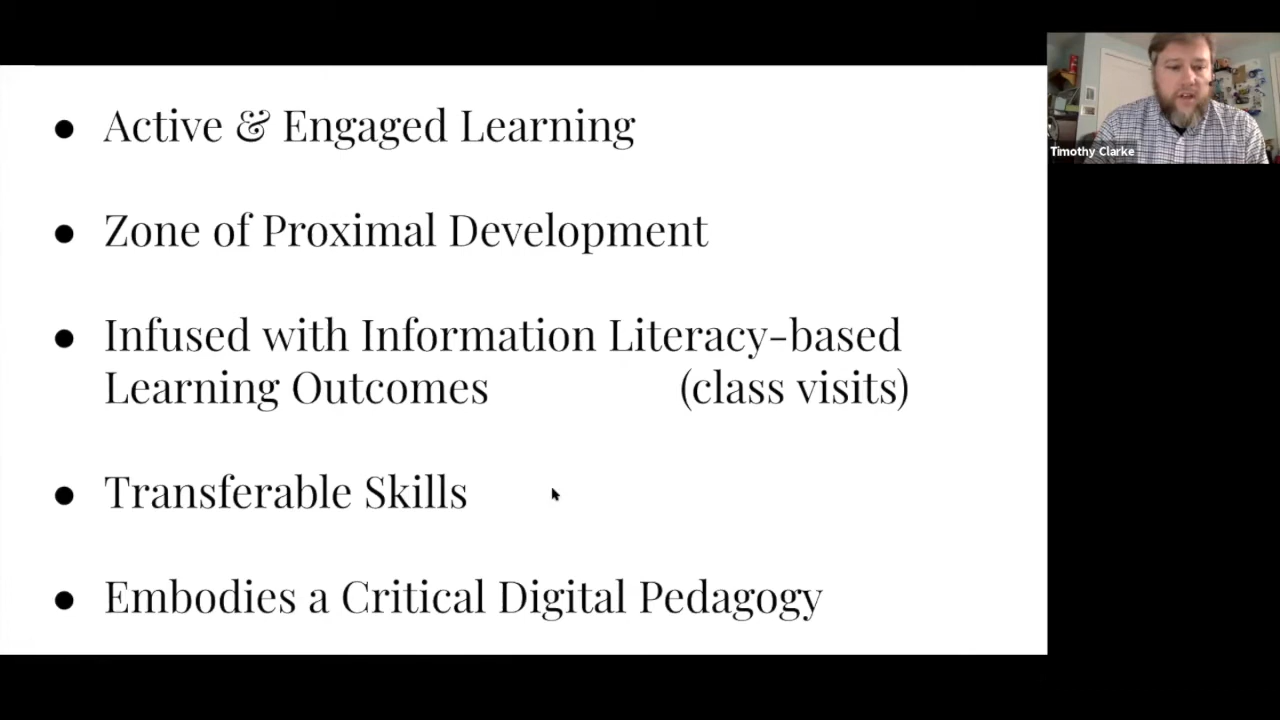 ● Active & Engaged Learning
● Zone of Proximal Development
● Infused with Information Literacy-based
Learning Outcomes (class visits)
● Transferable Skills
● Embodies a Critical Digital Pedagogy
Timothy Clarke